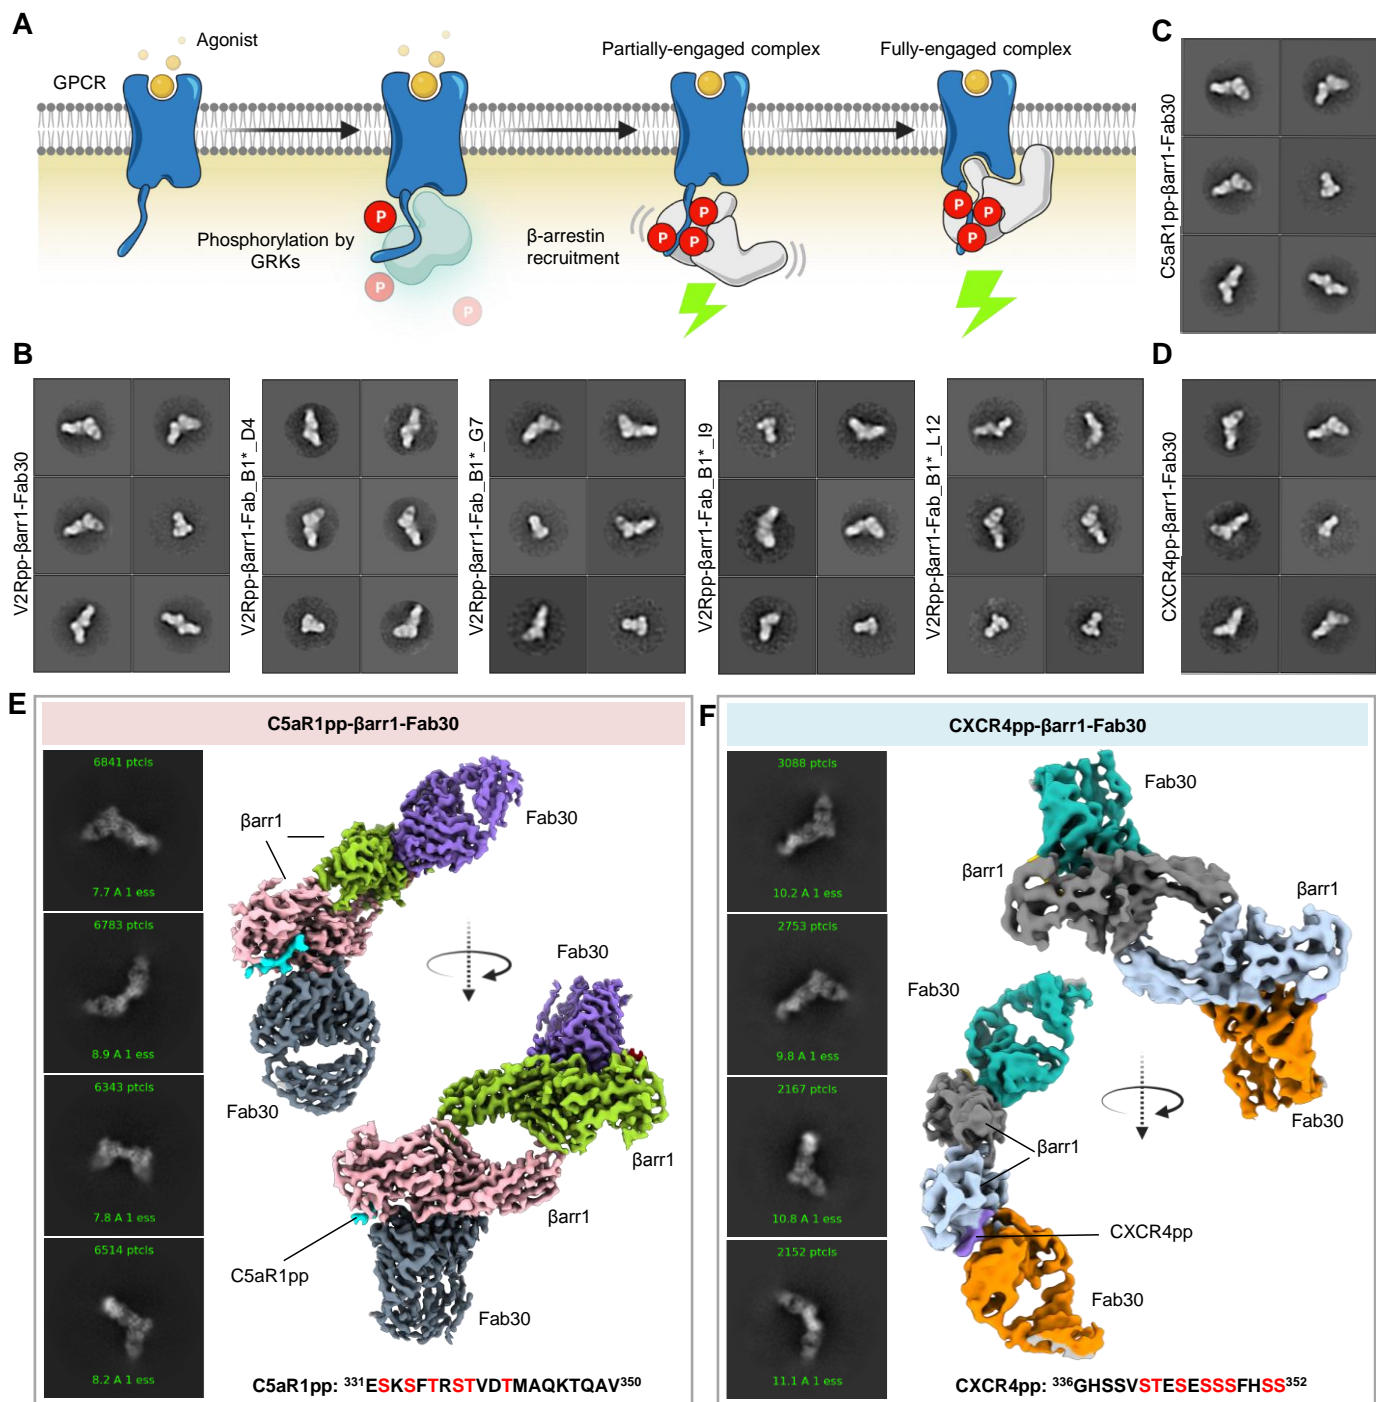 A
Agonist
GPCR
Phosphorylation by
GRKs
β-arrestin
recruitment
Partially-engaged complex
Fully-engaged complex
P
P
P
P
P
P
P
P
P
C
C5aR1pp-βarr1-Fab30
B
V2Rpp-βarr1-Fab30
V2Rpp-βarr1-Fab_B1*_D4
V2Rpp-βarr1-Fab_B1*_G7
V2Rpp-βarr1-Fab_B1*_I9
V2Rpp-βarr1-Fab_B1*_L12
D
CXCR4pp-βarr1-Fab30
E
C5aR1pp-βarr1-Fab30
6841 ptcls
7.7 A 1 ess
6783 ptcls
8.9 A 1 ess
6343 ptcls
7.8 A 1 ess
6514 ptcls
8.2 A 1 ess
βarr1
Fab30
Fab30
Fab30
βarr1
βarr1
C5aR1pp
Fab30
C5aR1pp: ³³¹ESKSFTRSTVDTMAQKTQAV³⁵⁰
F
CXCR4pp-βarr1-Fab30
3088 ptcls
10.2 A 1 ess
2753 ptcls
9.8 A 1 ess
2167 ptcls
10.8 A 1 ess
2152 ptcls
11.1 A 1 ess
Fab30
βarr1
βarr1
Fab30
Fab30
βarr1
CXCR4pp
Fab30
CXCR4pp: ³³⁶GHSSVSTESESSSFHSS³⁵²